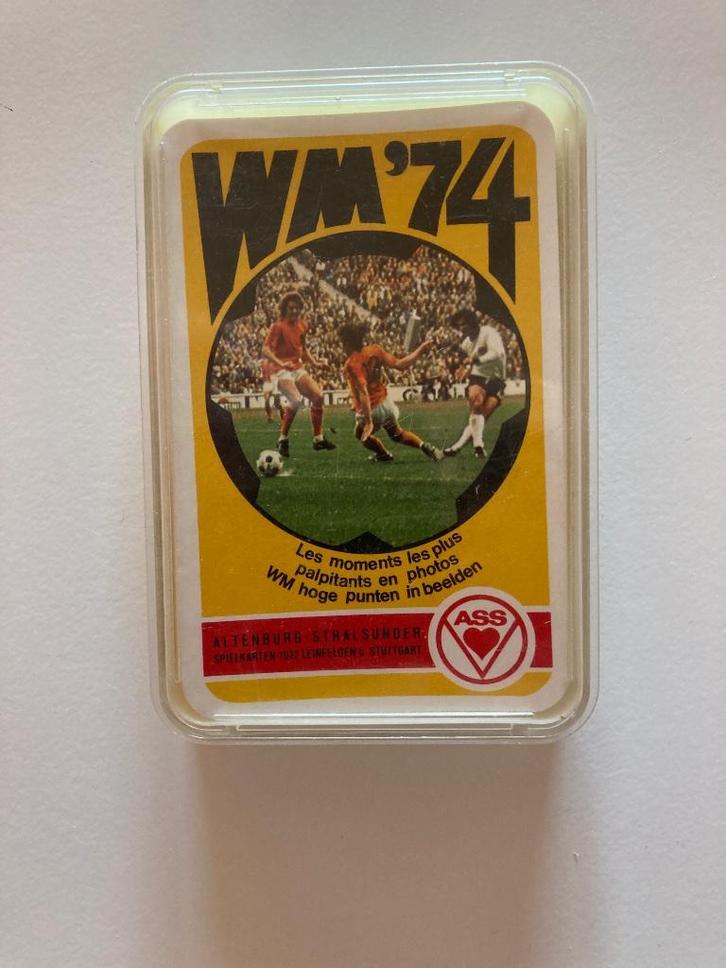 WM'74
Les moments les plus
palpitants en photos
WM hoge punten in beelden
ALTENBURG-STRALSUNDER
SPIELKARTEN 7022 LEINFELDEN b. STUTTGART
ASS